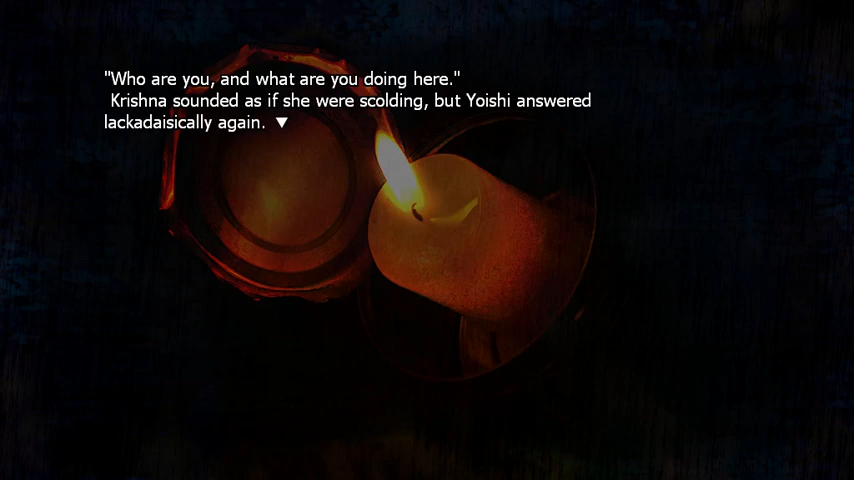 "Who are you, and what are you doing here."
Krishna sounded as if she were scolding, but Yoishi answered
lackadaisically again. ▼